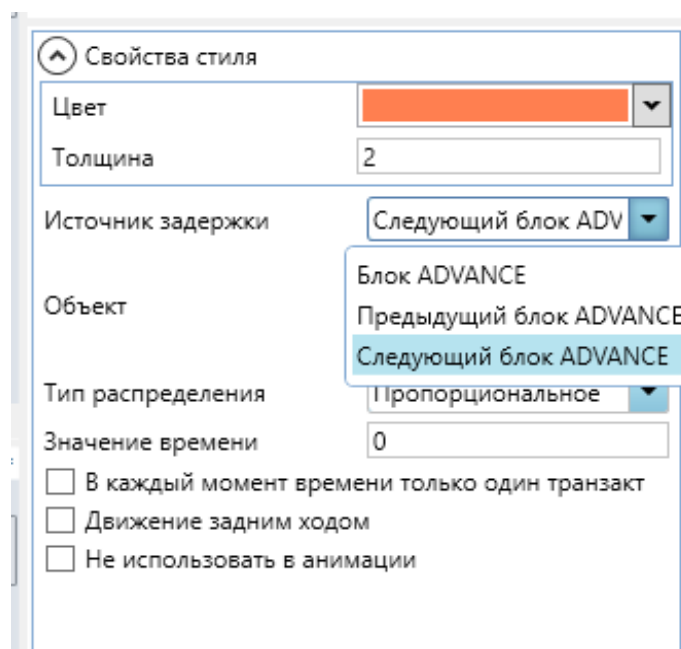 Свойства стиля
Цвет
Толщина 2
Источник задержки Следующий блок ADV
Блок ADVANCE
Объект
Предыдущий блок ADVANCE
Следующий блок ADVANCE
Тип распределения Пропорциональное
Значение времени 0
В каждый момент времени только один транзакт
Движение задним ходом
Не использовать в анимации